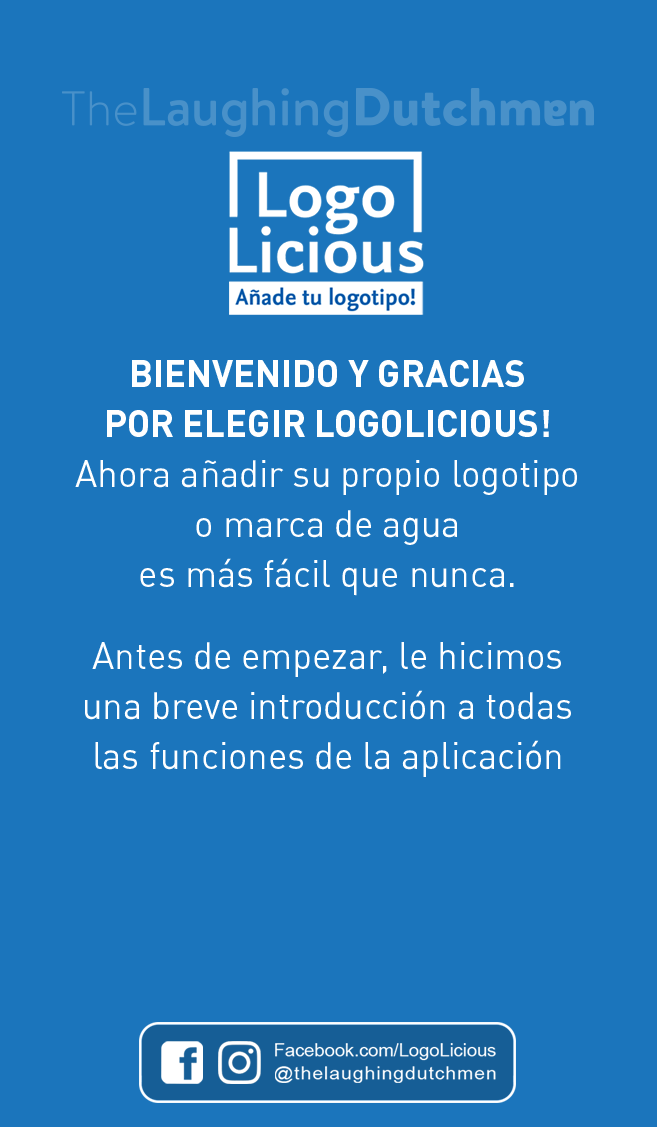 TheLaughingDutchmen
Logo
Licious
Añade tu logotipo!
BIENVENIDO Y GRACIAS
POR ELEGIR LOGOLICIOUS!
Ahora añadir su propio logotipo
o marca de agua
es más fácil que nunca.
Antes de empezar, le hicimos
una breve introducción a todas
las funciones de la aplicación
Facebook.com/LogoLicious
@thelaughingdutchmen